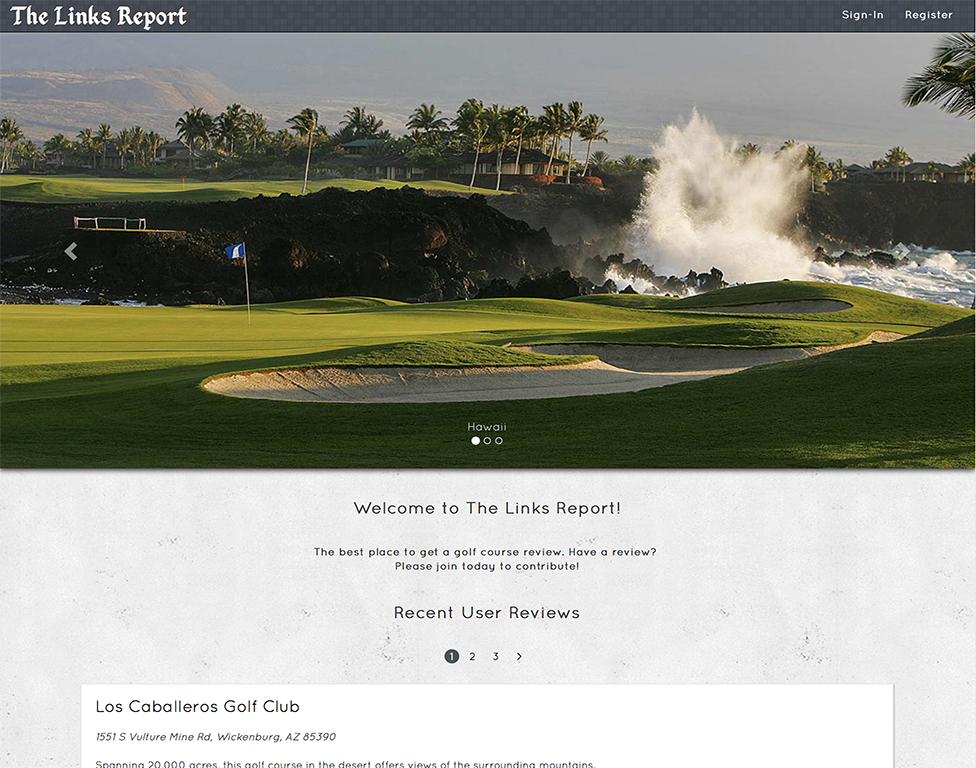 The Links Report
Sign-In Register
Hawaii
Welcome to The Links Report!
The best place to get a golf course review. Have a review?
Please join today to contribute!
Recent User Reviews
1 2 3 >
Los Caballeros Golf Club
1551 S Vulture Mine Rd, Wickenburg, AZ 85390
Spanning 20,000 acres, this golf course in the desert offers views of the surrounding mountains.